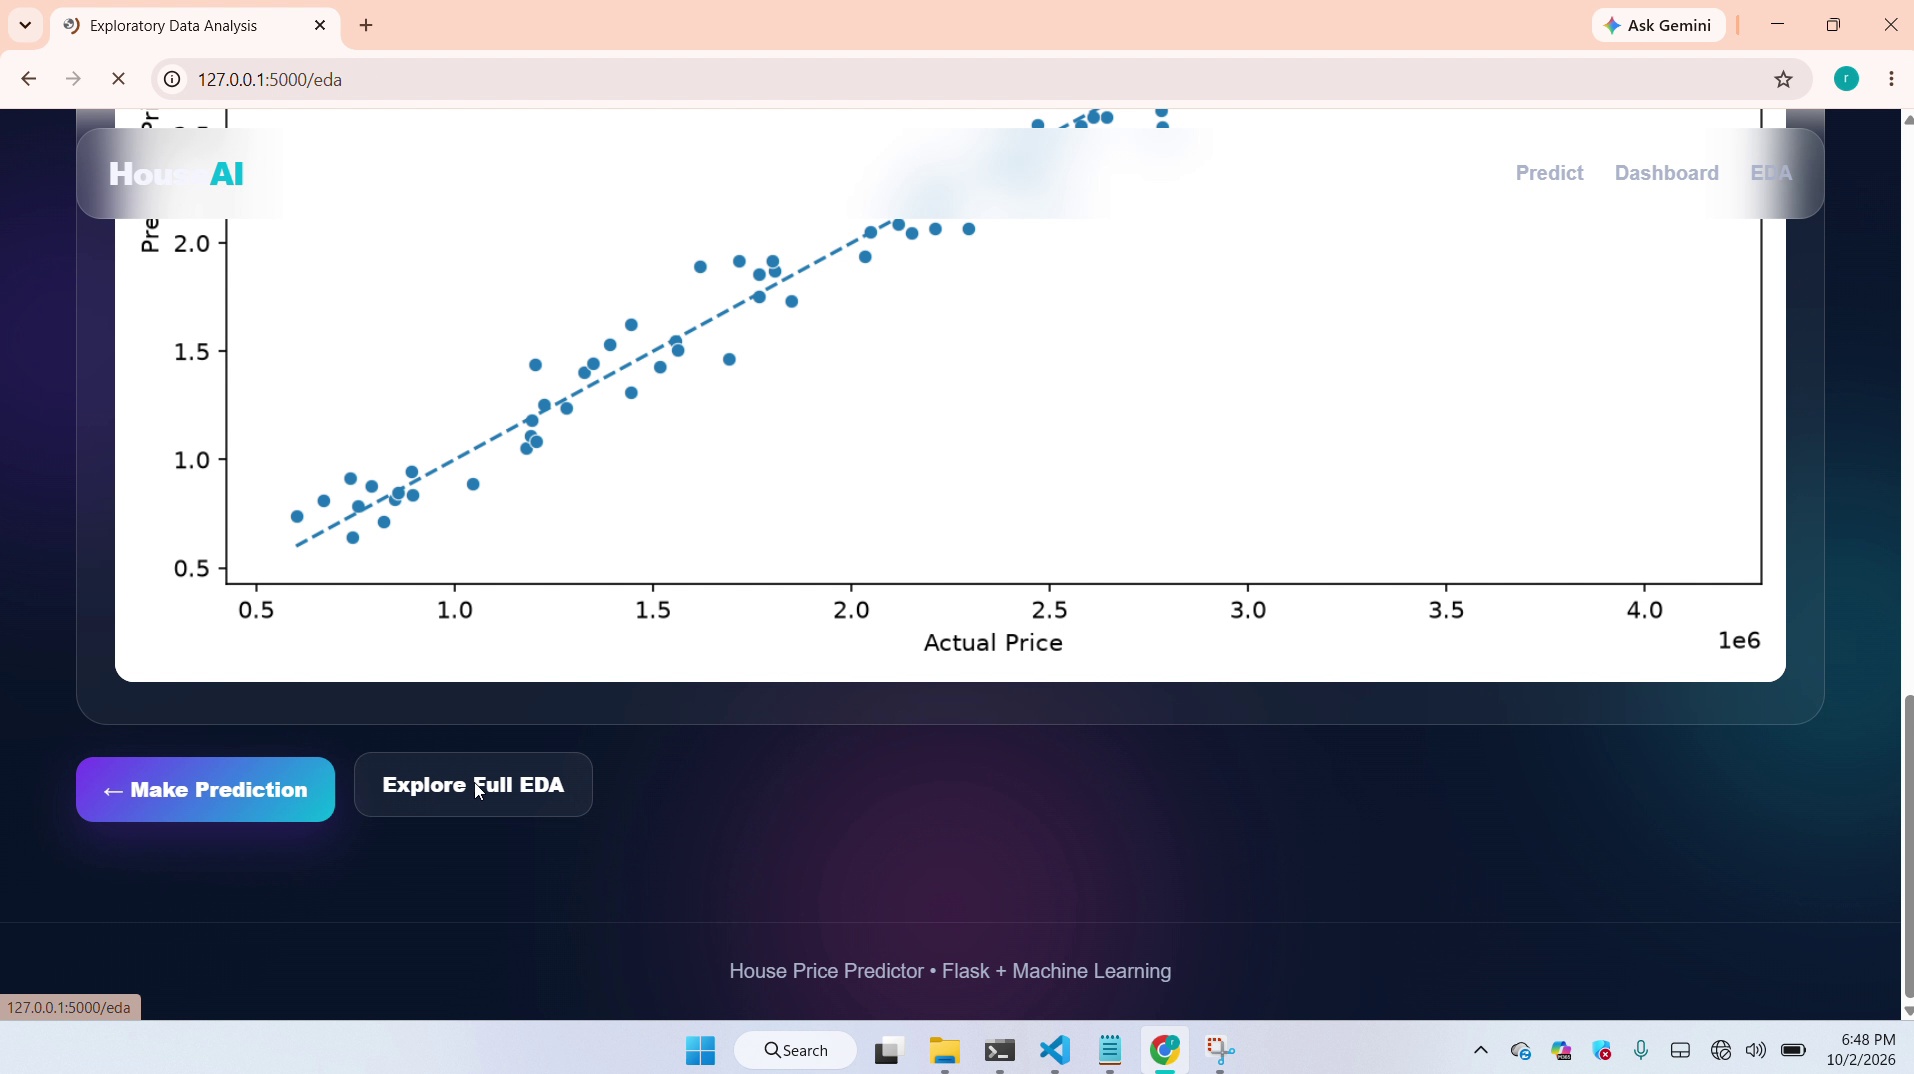 Exploratory Data Analysis
Ask Gemini
127.0.0.1:5000/eda
r
HouseAI
Predict
Dashboard
EDA
2.0
1.5
1.0
0.5
0.5
1.0
1.5
2.0
2.5
3.0
3.5
4.0
Actual Price
1e6
← Make Prediction
Explore Full EDA
House Price Predictor • Flask + Machine Learning
127.0.0.1:5000/eda
Search
6:48 PM
10/2/2026